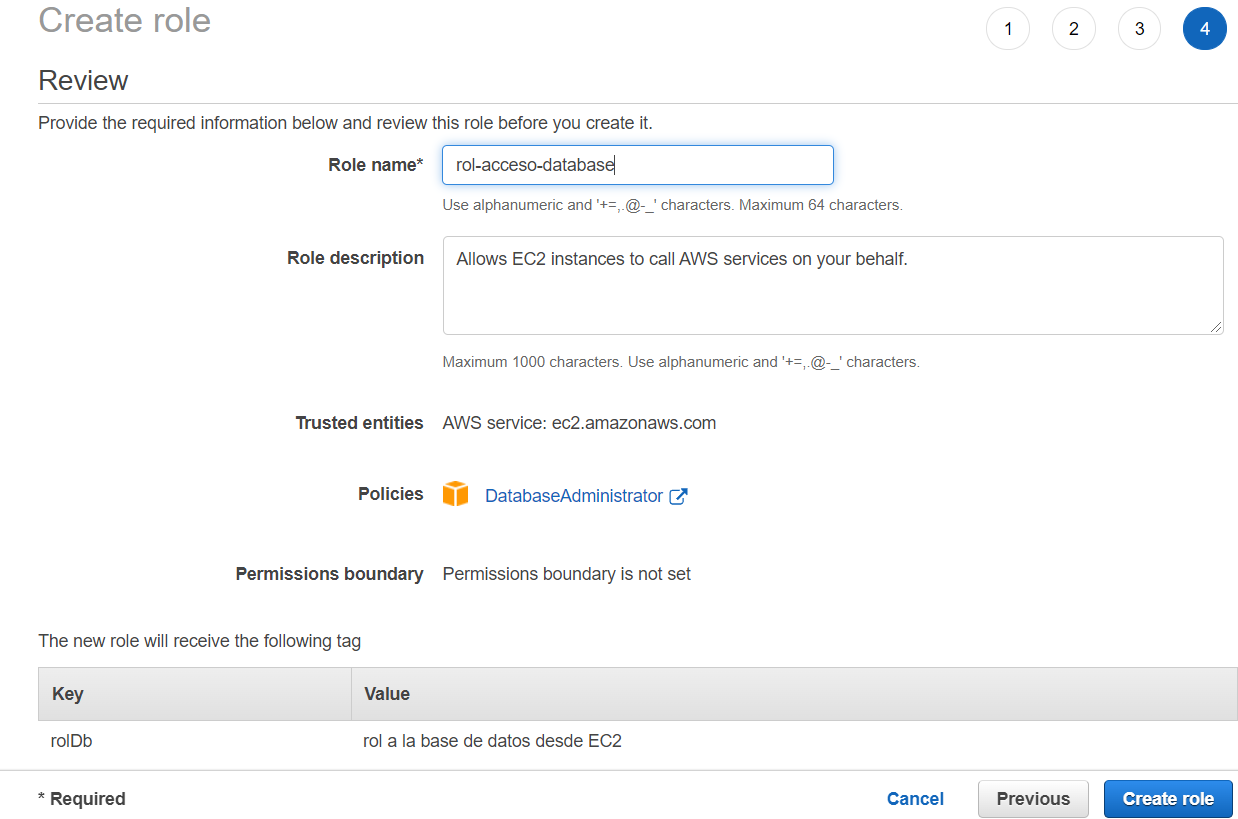 Create role
1 2 3 4
Review
Provide the required information below and review this role before you create it.
Role name* rol-acceso-database
Use alphanumeric and '+=,.@-_' characters. Maximum 64 characters.
Role description Allows EC2 instances to call AWS services on your behalf.
Maximum 1000 characters. Use alphanumeric and '+=,.@-_' characters.
Trusted entities AWS service: ec2.amazonaws.com
Policies DatabaseAdministrator
Permissions boundary Permissions boundary is not set
The new role will receive the following tag
Key Value
rolDb rol a la base de datos desde EC2
* Required Cancel Previous Create role